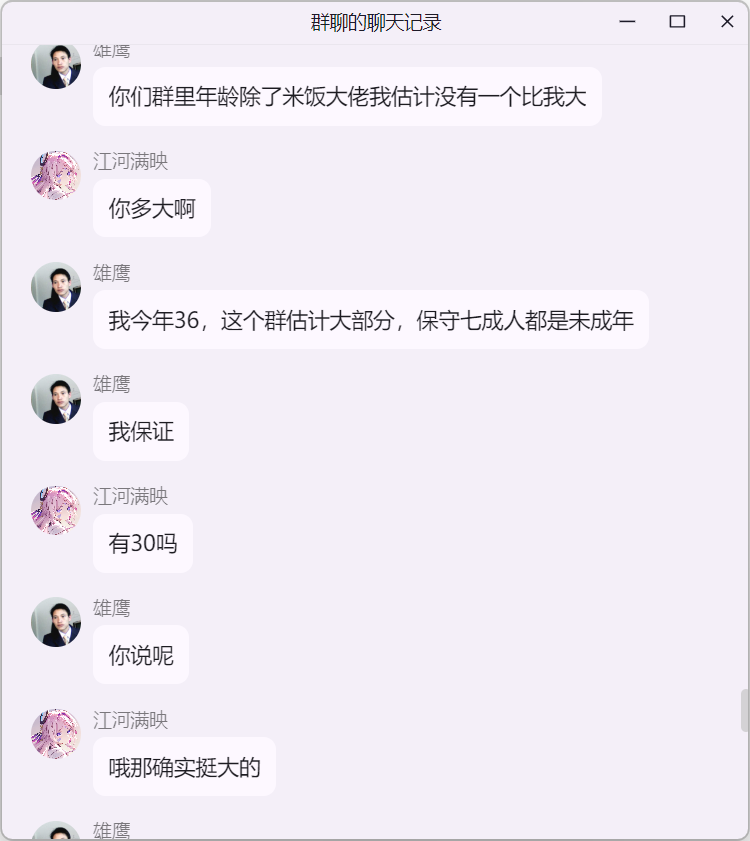 群聊的聊天记录
雄鹰
你们群里年龄除了米饭大佬我估计没有一个比我大
江河满映
你多大啊
雄鹰
我今年36，这个群估计大部分，保守七成人都是未成年
雄鹰
我保证
江河满映
有30吗
雄鹰
你说呢
江河满映
哦那确实挺大的
雄鹰